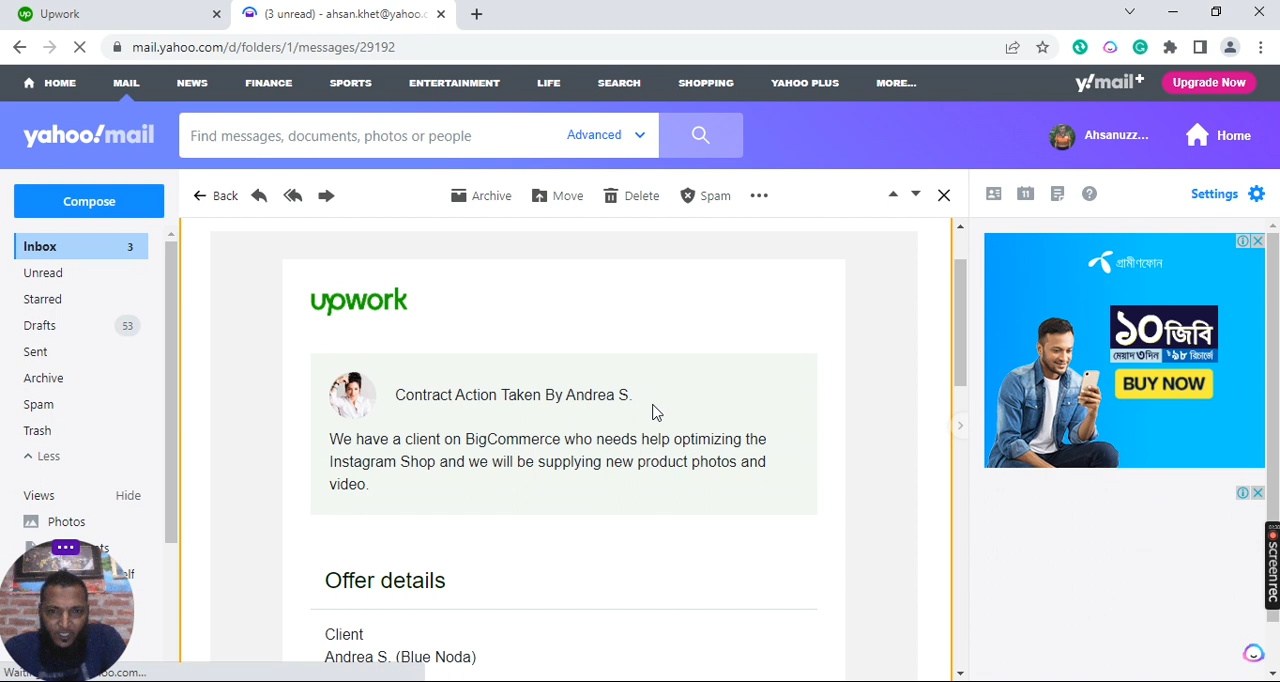 Upwork
(3 unread) - ahsan.khet@yahoo.c
mail.yahoo.com/d/folders/1/messages/29192
HOME MAIL NEWS FINANCE SPORTS ENTERTAINMENT LIFE SEARCH SHOPPING YAHOO PLUS MORE... y!mail+ Upgrade Now
yahoo!mail Find messages, documents, photos or people Advanced Ahsanuzz... Home
Compose Back Archive Move Delete Spam Settings
Inbox 3
Unread
Starred
Drafts 53
Sent
Archive
Spam
Trash
Less
Views Hide
Photos
upwork
Contract Action Taken By Andrea S.
We have a client on BigCommerce who needs help optimizing the
Instagram Shop and we will be supplying new product photos and
video.
Offer details
Client
Andrea S. (Blue Noda)
গ্রামীণফোন
১০জিবি
মেয়াদ ৩দিন ৳৯৮ রিচার্জে
BUY NOW
screenrec